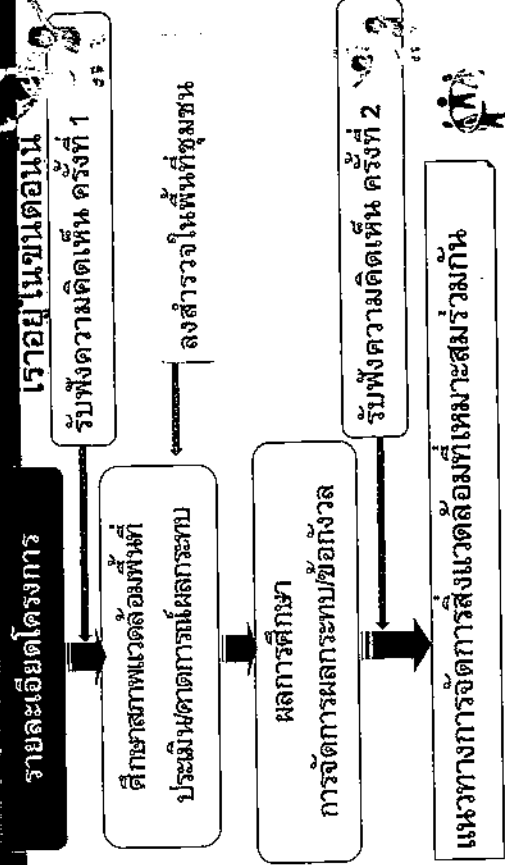 เราอยู่ในขั้นตอนนี้
รายละเอียดโครงการ
รับฟังความคิดเห็น ครั้งที่ 1
ศึกษาสภาพแวดล้อมพื้นที่
ประเมิน/คาดการณ์ผลกระทบ
ลงสำรวจในพื้นที่ชุมชน
ผลการศึกษา
การจัดการผลกระทบ/ข้อกังวล
รับฟังความคิดเห็น ครั้งที่ 2
แนวทางการจัดการสิ่งแวดล้อมที่เหมาะสมร่วมกัน